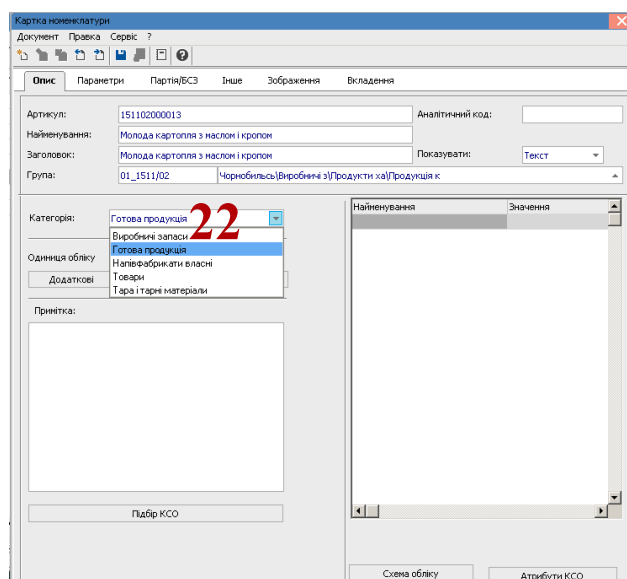 Картка номенклатури
Документ Правка Сервіс ?
Опис Параметри Партія/БСЗ Інше Зображення Вкладення
Артикул: 151102000013 Аналітичний код:
Найменування: Молода картопля з маслом і кропом
Заголовок: Молода картопля з маслом і кропом Показувати: Текст
Група: 01_1511/02 Чорнобильсь\Виробничі з\Продукти ха\Продукція к
Найменування Значення
Категорія: Готова продукція 22
Виробничі запаси
Готова продукція
Одиниця обліку
Напівфабрикати власні
Додаткові Товари
Тара і тарні матеріали
Примітка:
Підбір КСО
Схема обліку Атрибути КСО